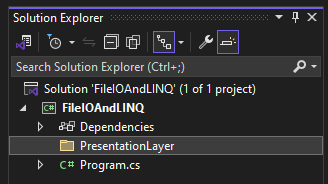 Solution Explorer
Search Solution Explorer (Ctrl+;)
Solution 'FileIOAndLINQ' (1 of 1 project)
C# FileIOAndLINQ
Dependencies
PresentationLayer
C# Program.cs